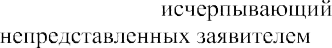 исчерпывающий
непредставленных заявителем